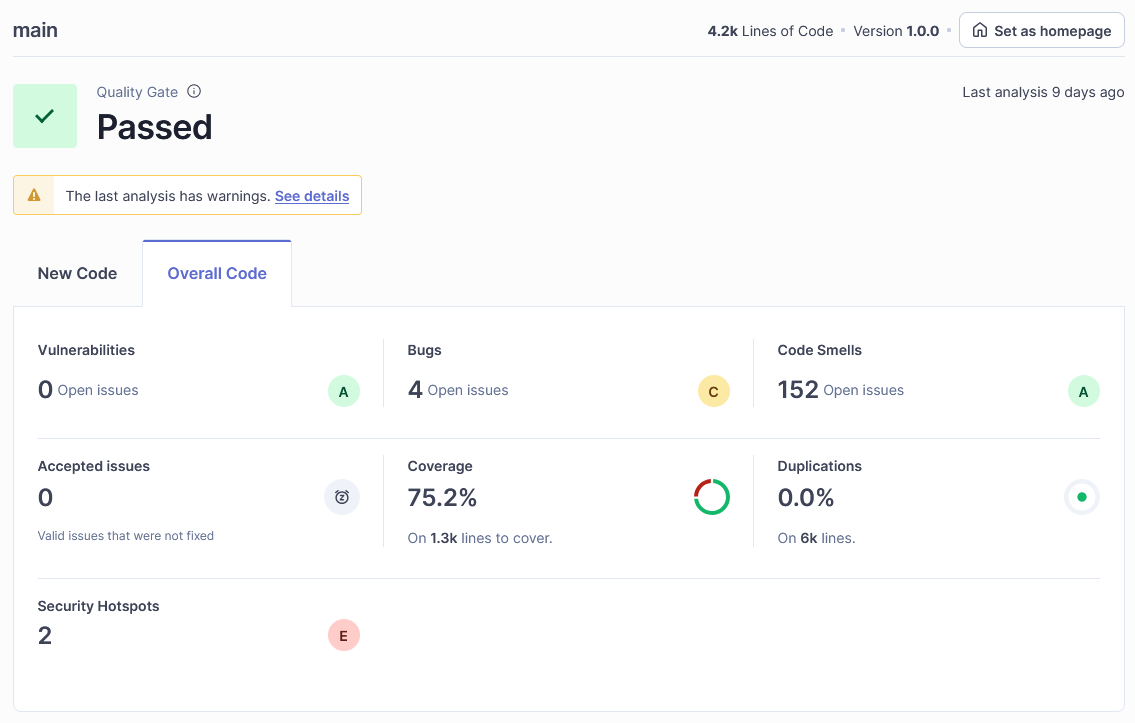 main
4.2k Lines of Code • Version 1.0.0 • Set as homepage
Quality Gate
Last analysis 9 days ago
Passed
The last analysis has warnings. See details
New Code
Overall Code
Vulnerabilities
0 Open issues
A
Bugs
4 Open issues
C
Code Smells
152 Open issues
A
Accepted issues
0
Valid issues that were not fixed
Coverage
75.2%
On 1.3k lines to cover.
Duplications
0.0%
On 6k lines.
Security Hotspots
2
E